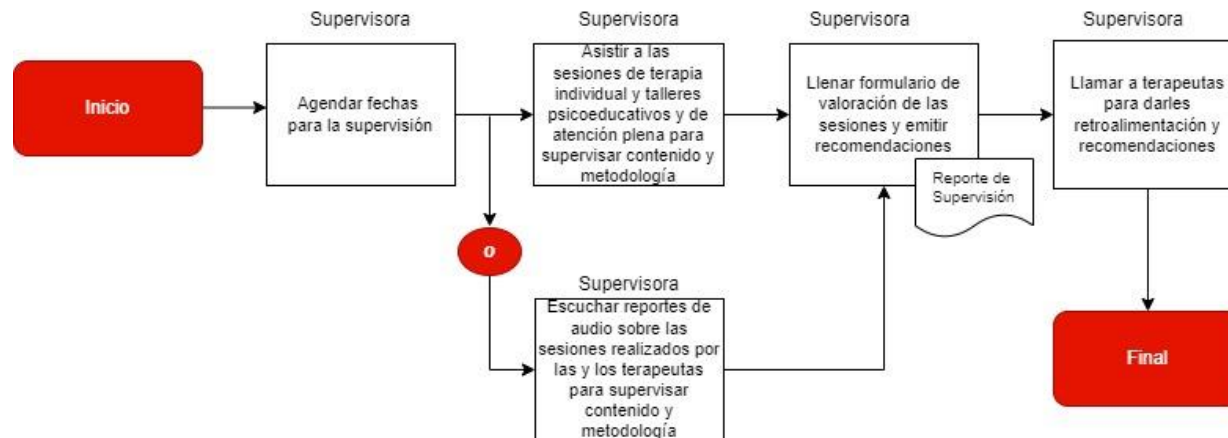 Supervisora
Supervisora
Supervisora
Supervisora
Inicio
Agendar fechas
para la supervisión
Asistir a las
sesiones de terapia
individual y talleres
psicoeducativos y de
atención plena para
supervisar contenido y
metodología
Llenar formulario de
valoración de las
sesiones y emitir
recomendaciones
Reporte de
Supervisión
Llamar a terapeutas
para darles
retroalimentación y
recomendaciones
o
Supervisora
Escuchar reportes de
audio sobre las
sesiones realizados por
las y los terapeutas
para supervisar
contenido y
metodología
Final